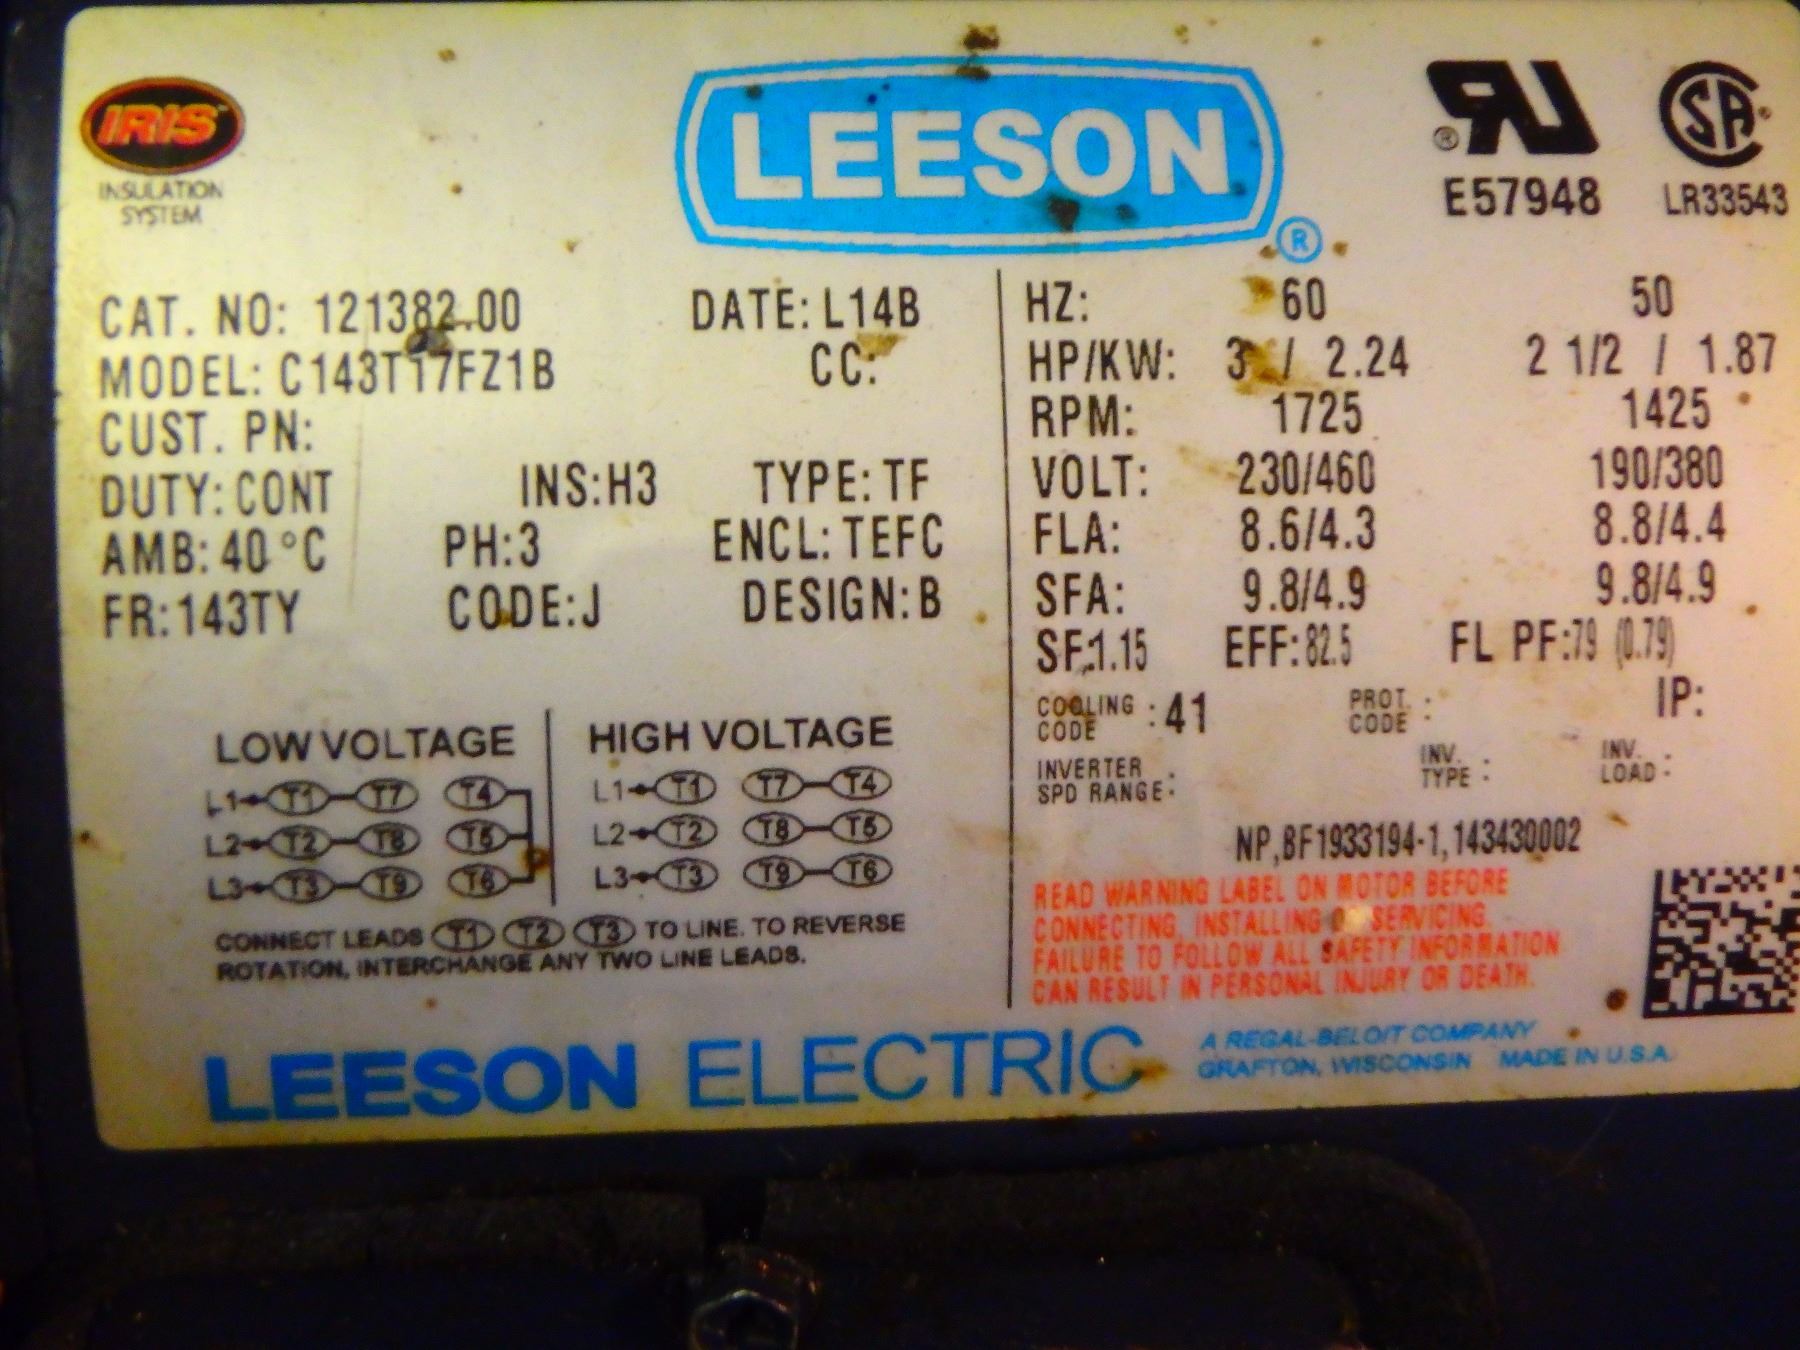 IRIS™
INSULATION
SYSTEM
LEESON
®
®
E57948
LR33543
CAT. NO: 121382.00 DATE: L14B
MODEL: C143T17FZ1B CC:
CUST. PN:
DUTY: CONT INS:H3 TYPE: TF
AMB: 40 °C PH:3 ENCL: TEFC
FR:143TY CODE:J DESIGN: B
HZ: 60 50
HP/KW: 3 / 2.24 2 1/2 / 1.87
RPM: 1725 1425
VOLT: 230/460 190/380
FLA: 8.6/4.3 8.8/4.4
SFA: 9.8/4.9 9.8/4.9
SF:1.15 EFF:82.5 FL PF:79 (0.79)
COOLING CODE :41 PROT. CODE : IP:
INVERTER SPD RANGE: INV. TYPE : INV. LOAD :
NP,BF1933194-1,143430002
LOW VOLTAGE
L1 T1 T7 T4
L2 T2 T8 T5
L3 T3 T9 T6
HIGH VOLTAGE
L1 T1 T7 T4
L2 T2 T8 T5
L3 T3 T9 T6
CONNECT LEADS T1 T2 T3 TO LINE. TO REVERSE
ROTATION, INTERCHANGE ANY TWO LINE LEADS.
READ WARNING LABEL ON MOTOR BEFORE
CONNECTING, INSTALLING OR SERVICING.
FAILURE TO FOLLOW ALL SAFETY INFORMATION
CAN RESULT IN PERSONAL INJURY OR DEATH.
LEESON ELECTRIC
A REGAL-BELOIT COMPANY
GRAFTON, WISCONSIN MADE IN U.S.A.